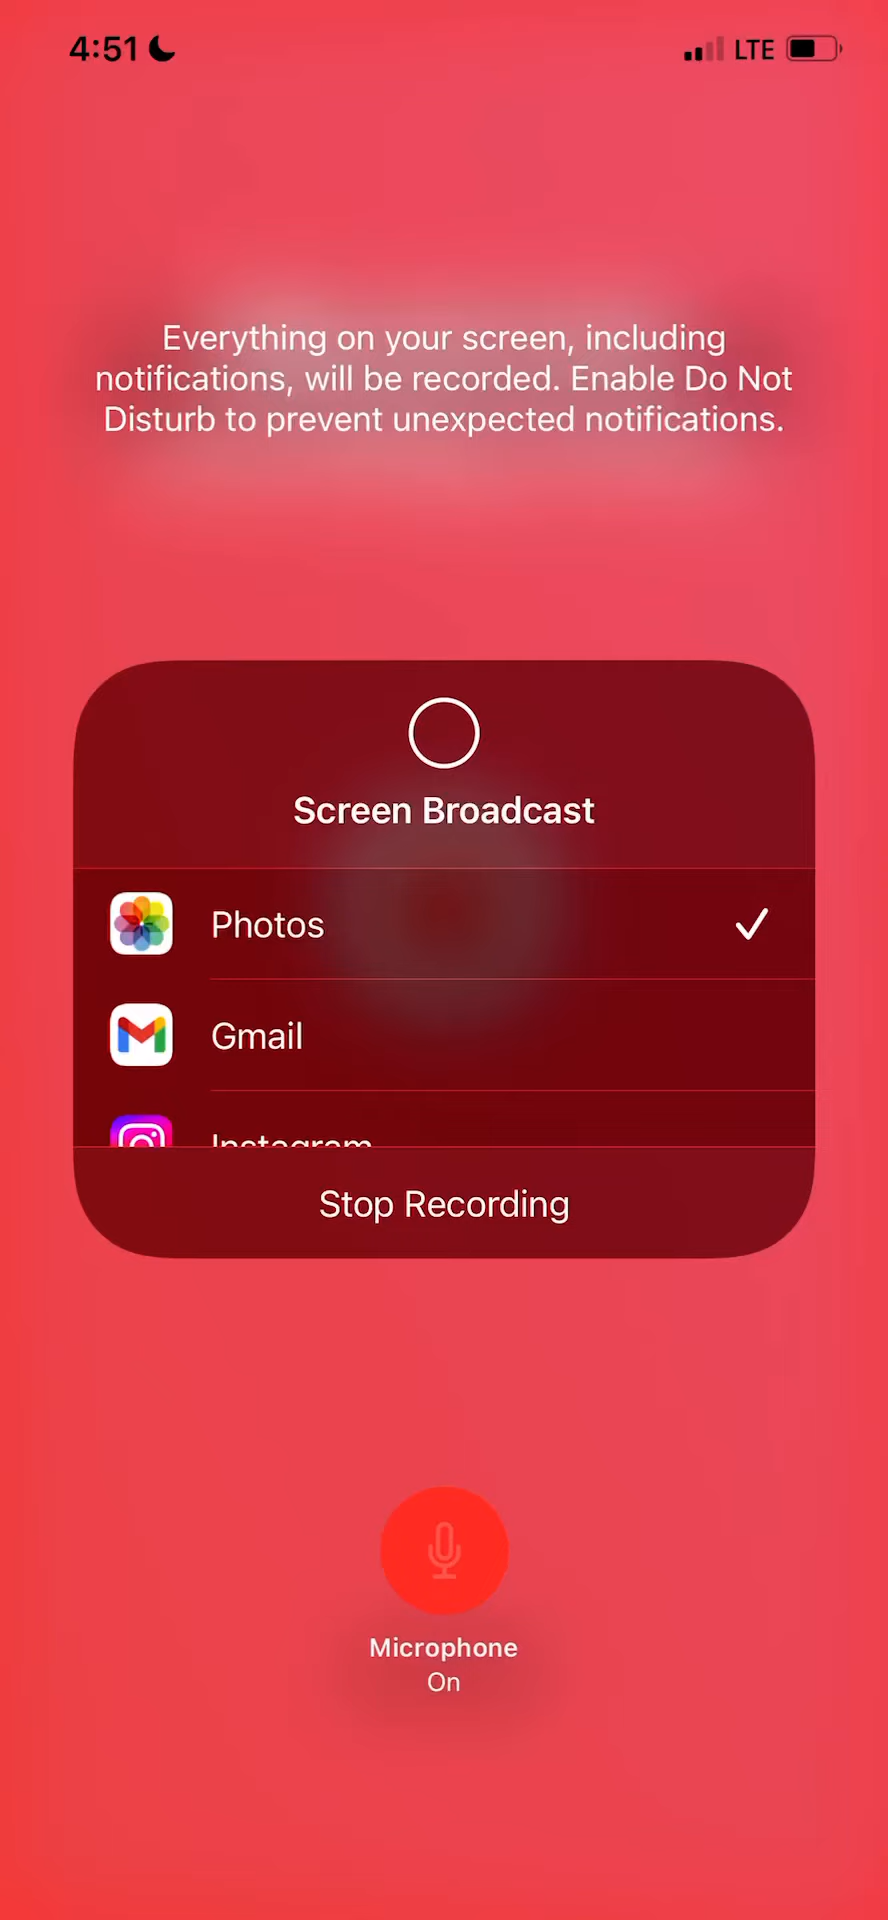 4:51
LTE
Everything on your screen, including
notifications, will be recorded. Enable Do Not
Disturb to prevent unexpected notifications.
Screen Broadcast
Photos
Gmail
Instagram
Stop Recording
Microphone
On